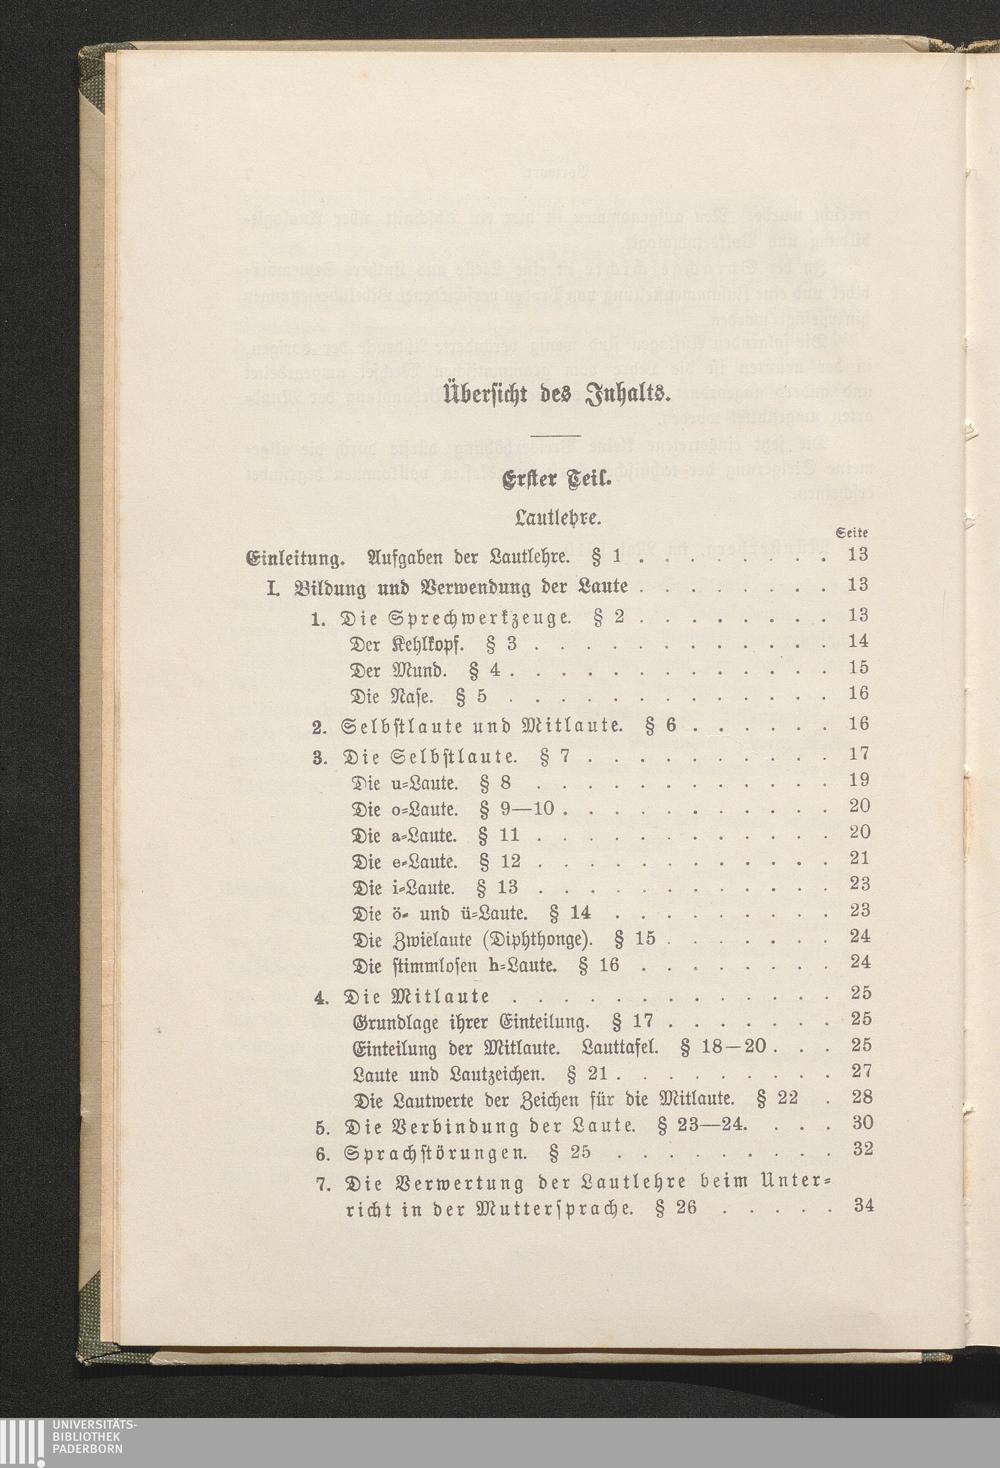 Übersicht des Inhalts.
Erster Teil.
Lautlehre.
Seite
Einleitung. Aufgaben der Lautlehre. § 1 . . . . . . . . 13
I. Bildung und Verwendung der Laute . . . . . . . . 13
1. Die Sprechwerkzeuge. § 2 . . . . . . . . 13
Der Kehlkopf. § 3 . . . . . . . . . . . . 14
Der Mund. § 4 . . . . . . . . . . . . . 15
Die Nase. § 5 . . . . . . . . . . . . . 16
2. Selbstlaute und Mitlaute. § 6 . . . . . . 16
3. Die Selbstlaute. § 7 . . . . . . . . . . 17
Die u-Laute. § 8 . . . . . . . . . . . . 19
Die o-Laute. § 9—10 . . . . . . . . . . . 20
Die a-Laute. § 11 . . . . . . . . . . . . 20
Die e-Laute. § 12 . . . . . . . . . . . . 21
Die i-Laute. § 13 . . . . . . . . . . . . 23
Die ö- und ü-Laute. § 14 . . . . . . . . . 23
Die Zwielaute (Diphthonge). § 15 . . . . . . . 24
Die stimmlosen h-Laute. § 16 . . . . . . . . 24
4. Die Mitlaute . . . . . . . . . . . . . 25
Grundlage ihrer Einteilung. § 17 . . . . . . . 25
Einteilung der Mitlaute. Lauttafel. § 18—20 . . . 25
Laute und Lautzeichen. § 21 . . . . . . . . . 27
Die Lautwerte der Zeichen für die Mitlaute. § 22 . 28
5. Die Verbindung der Laute. § 23—24. . . . 30
6. Sprachstörungen. § 25 . . . . . . . . . 32
7. Die Verwertung der Lautlehre beim Unter-
richt in der Muttersprache. § 26 . . . . . 34
UNIVERSITÄTS-
BIBLIOTHEK
PADERBORN